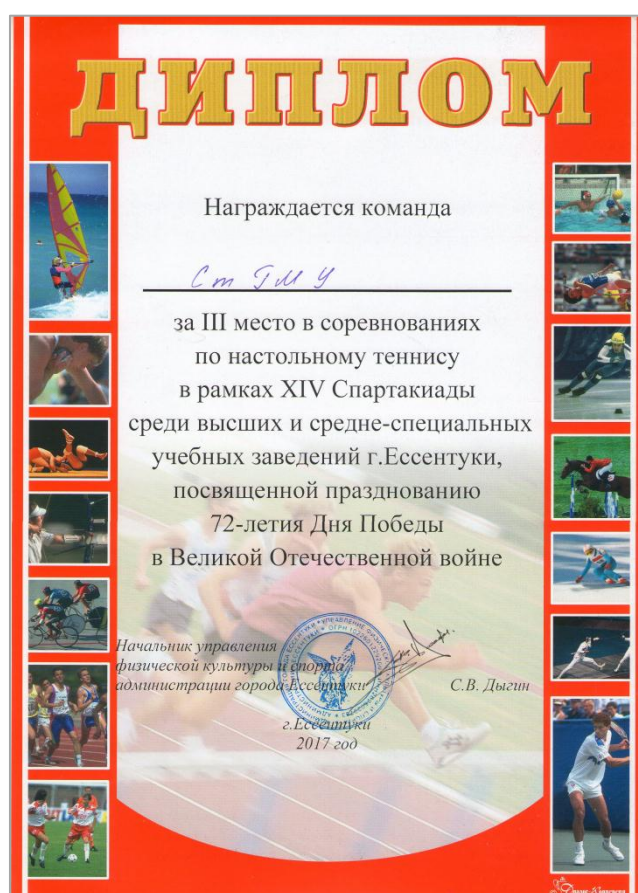 ДИПЛОМ
Награждается команда
Ст ГМУ
за III место в соревнованиях
по настольному теннису
в рамках XIV Спартакиады
среди высших и средне-специальных
учебных заведений г.Ессентуки,
посвященной празднованию
72-летия Дня Победы
в Великой Отечественной войне
Начальник управления
физической культуры и спорта
администрации города Ессентуки
С.В. Дыгин
г.Ессентуки
2017 год